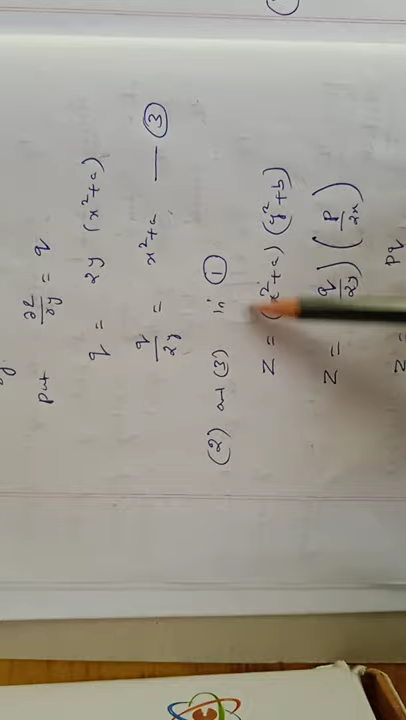 Put ∂z/∂y = q
q = 2y (x²+a)
q/2y = x²+a —— ③
(2) and (3) in ①
Z = (x²+a) (y²+b)
Z = (q/2y) (p/2x)
Z = pq